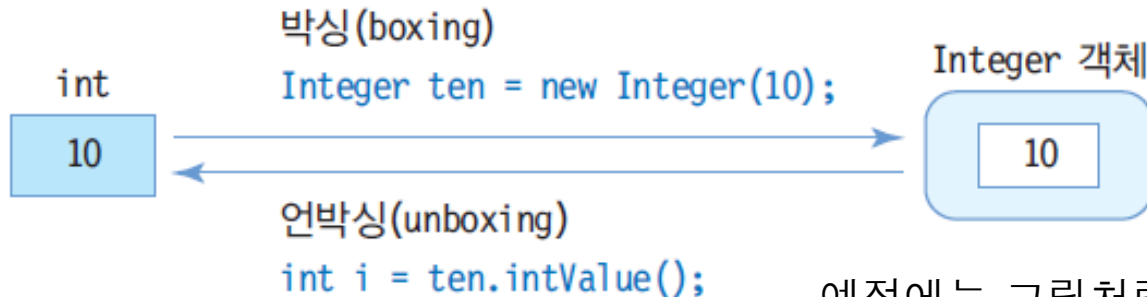 박싱(boxing)
int
Integer ten = new Integer(10);
Integer 객체
10
10
언박싱(unboxing)
int i = ten.intValue();